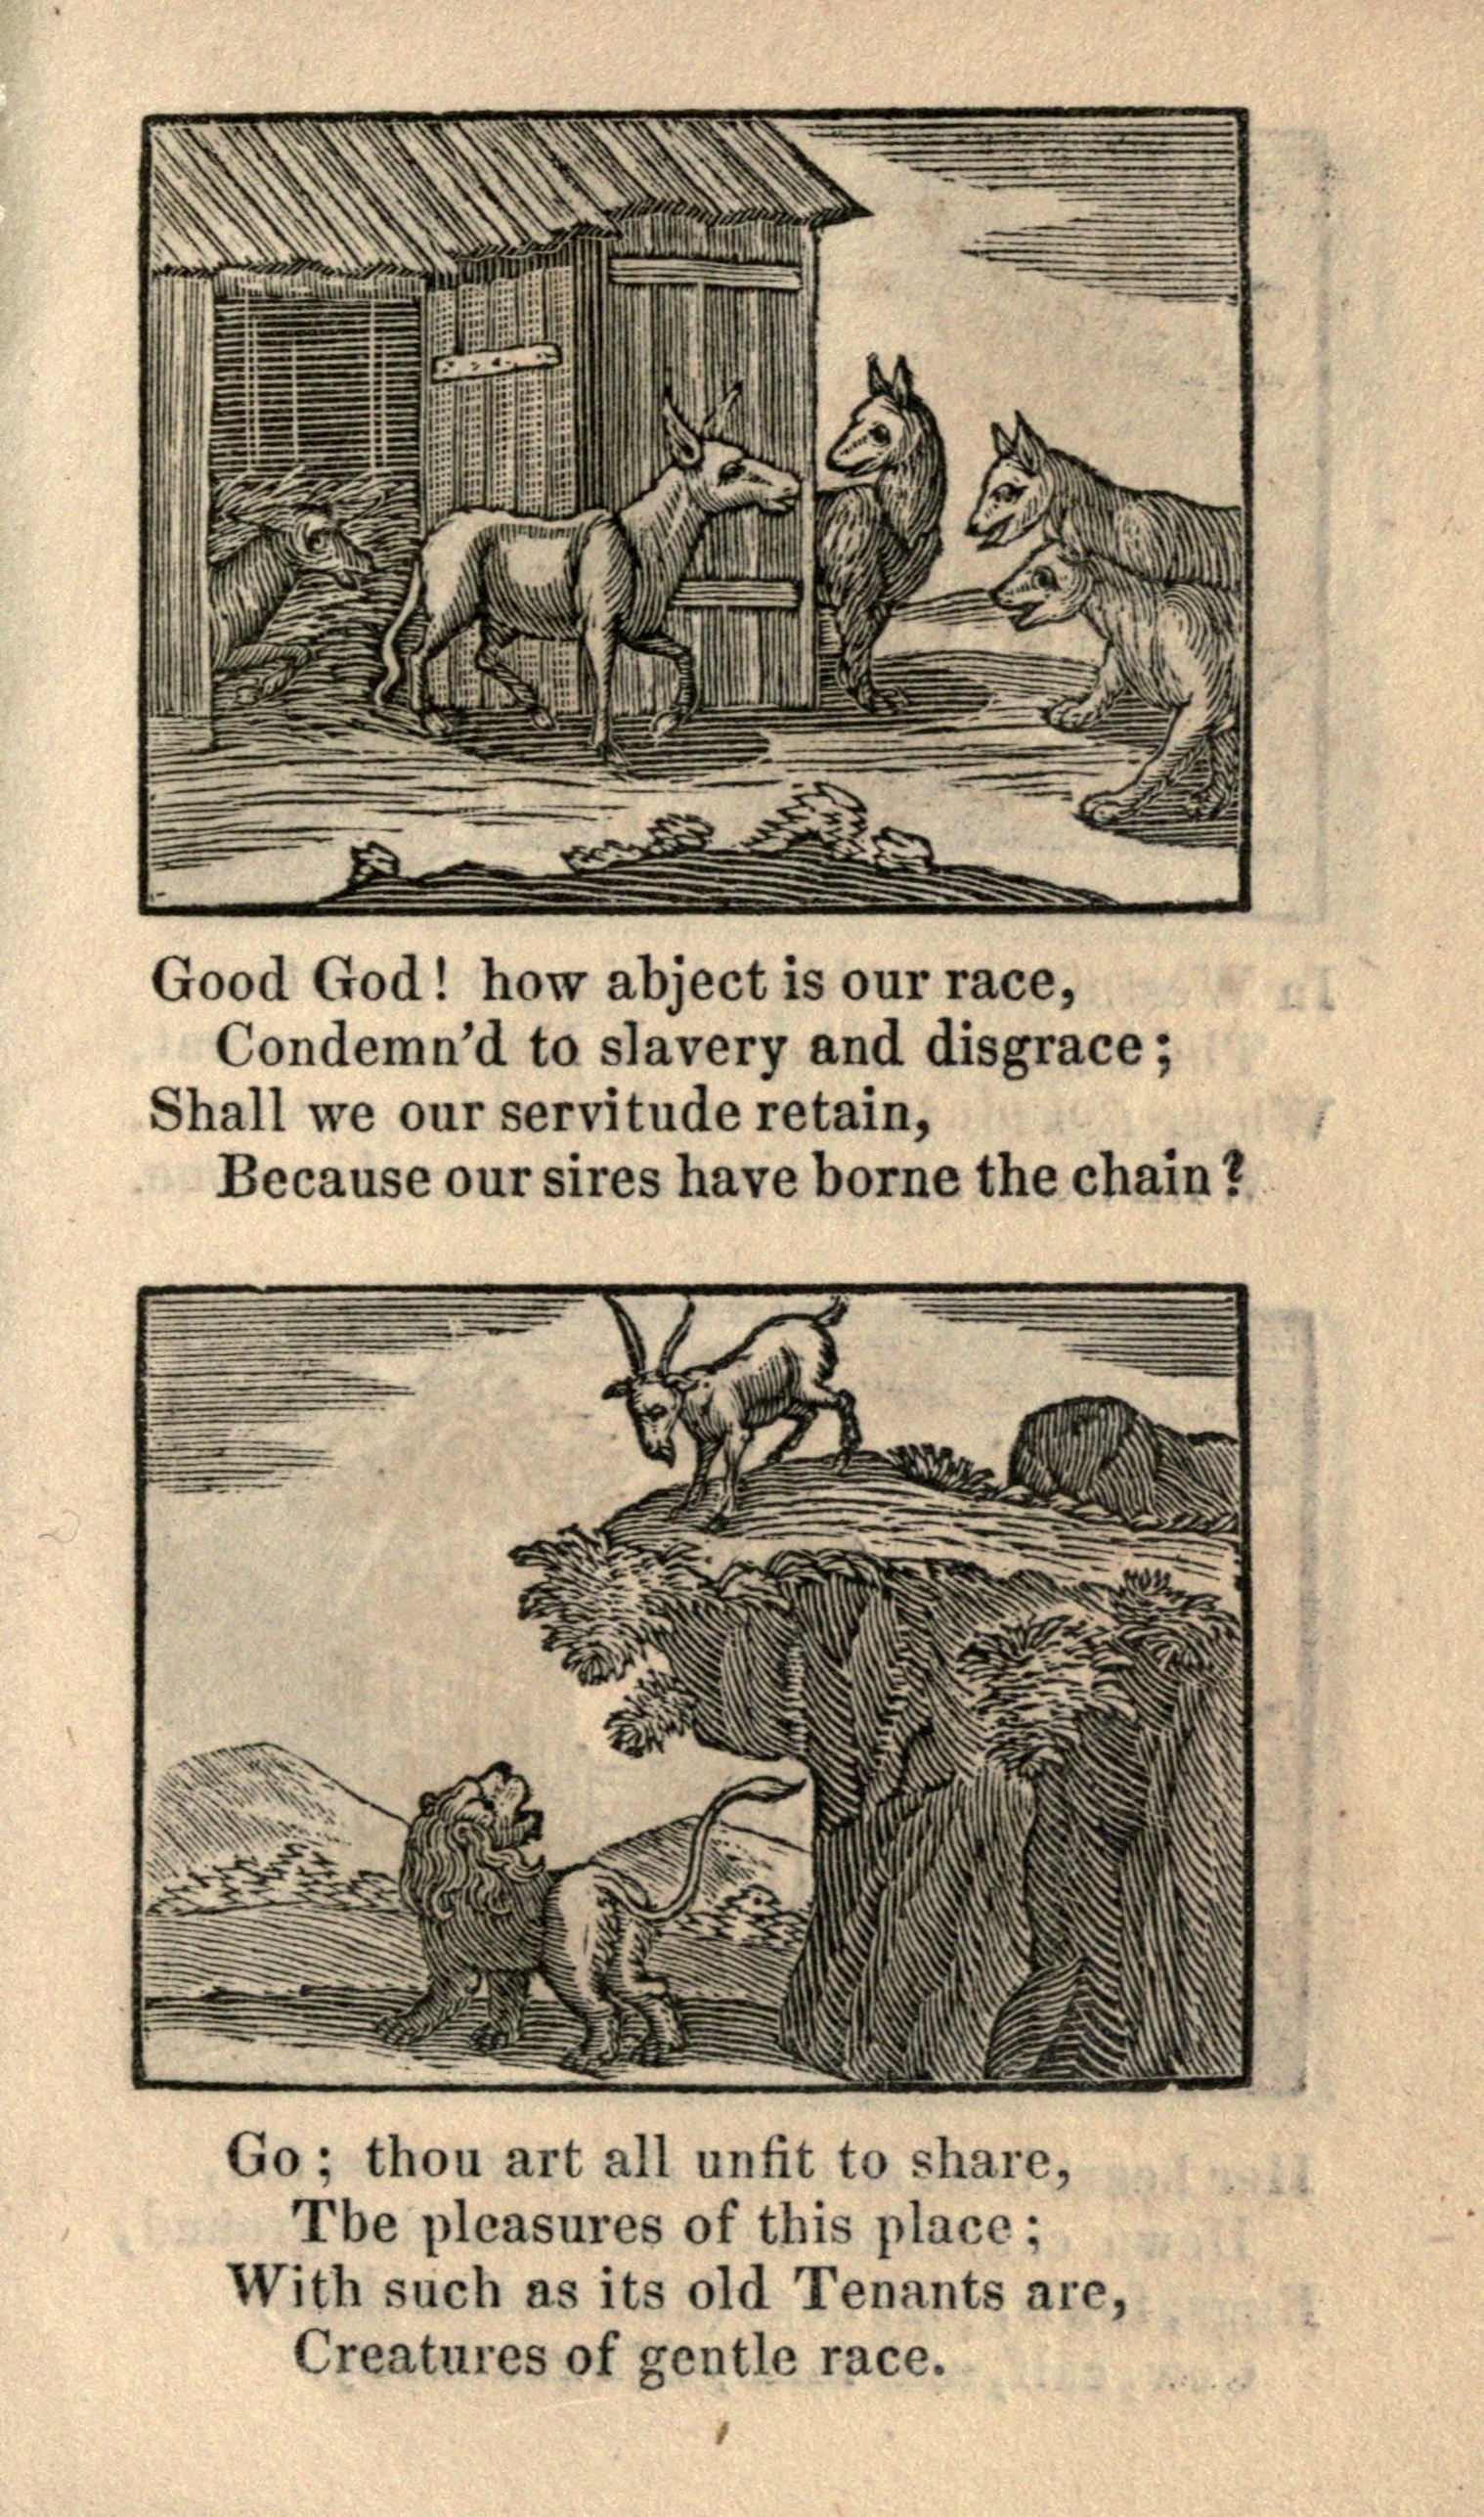 Good God! how abject is our race,
Condemn'd to slavery and disgrace;
Shall we our servitude retain,
Because our sires have borne the chain?
Go; thou art all unfit to share,
Tbe pleasures of this place;
With such as its old Tenants are,
Creatures of gentle race.